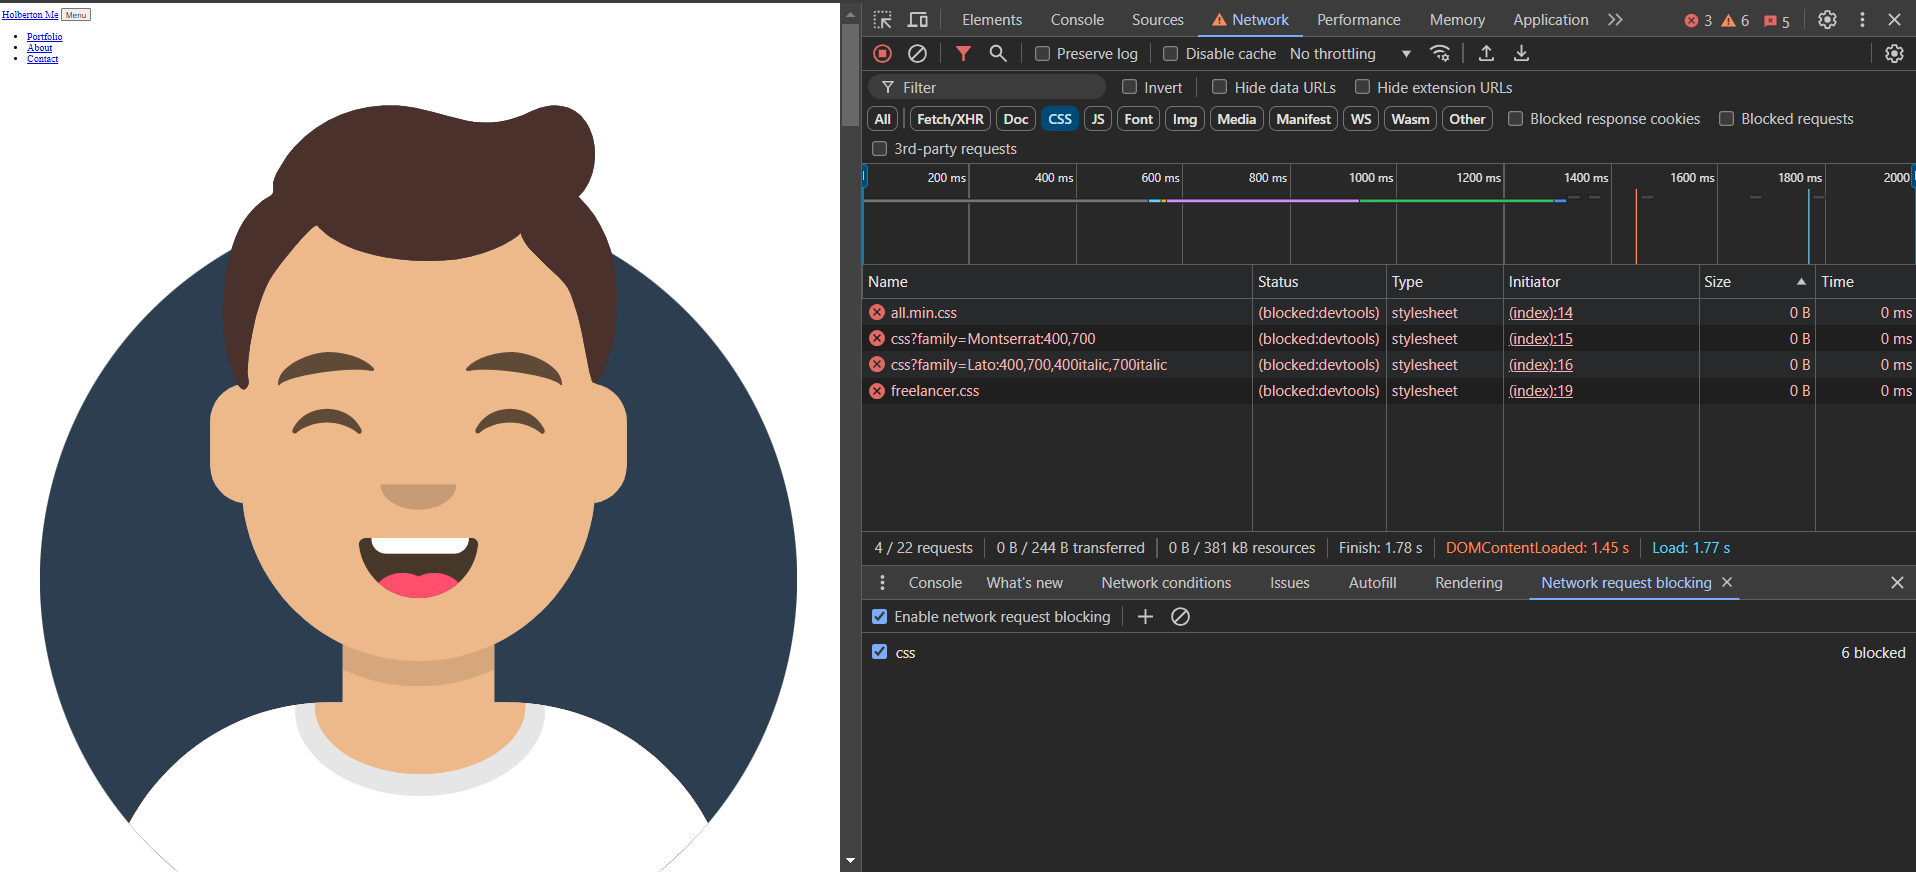 Holberton Me Menu
Portfolio
About
Contact
Elements Console Sources Network Performance Memory Application 3 6 5
Preserve log Disable cache No throttling
Filter Invert Hide data URLs Hide extension URLs
All Fetch/XHR Doc CSS JS Font Img Media Manifest WS Wasm Other Blocked response cookies Blocked requests
3rd-party requests
200 ms 400 ms 600 ms 800 ms 1000 ms 1200 ms 1400 ms 1600 ms 1800 ms 2000
Name Status Type Initiator Size Time
all.min.css (blocked:devtools) stylesheet (index):14 0 B 0 ms
css?family=Montserrat:400,700 (blocked:devtools) stylesheet (index):15 0 B 0 ms
css?family=Lato:400,700,400italic,700italic (blocked:devtools) stylesheet (index):16 0 B 0 ms
freelancer.css (blocked:devtools) stylesheet (index):19 0 B 0 ms
4 / 22 requests 0 B / 244 B transferred 0 B / 381 kB resources Finish: 1.78 s DOMContentLoaded: 1.45 s Load: 1.77 s
Console What's new Network conditions Issues Autofill Rendering Network request blocking
Enable network request blocking
css 6 blocked